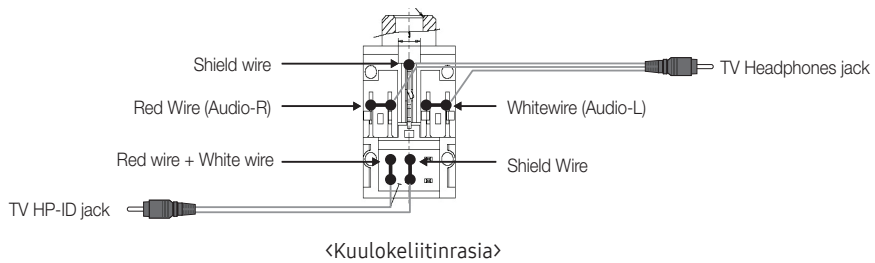 Shield wire
TV Headphones jack
Red Wire (Audio-R)
Whitewire (Audio-L)
Red wire + White wire
Shield Wire
TV HP-ID jack
<Kuulokeliitinrasia>